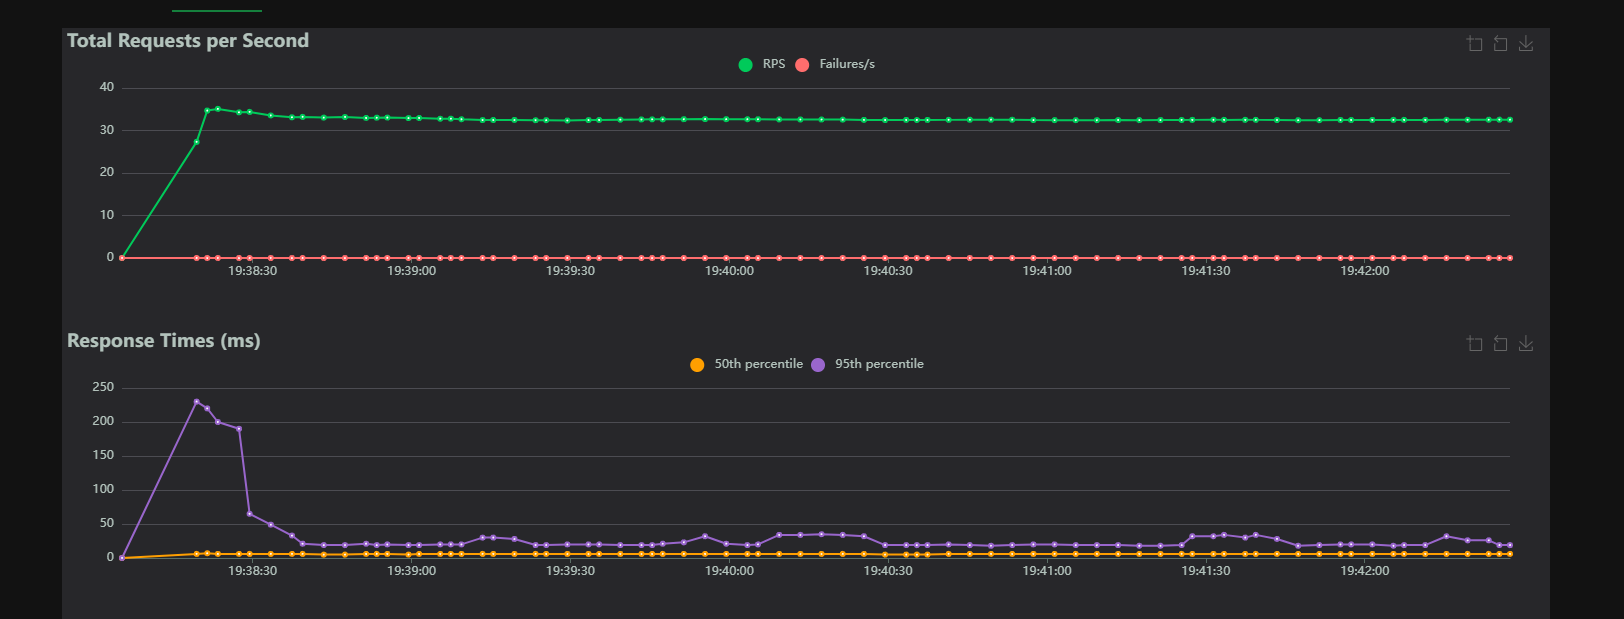 Total Requests per Second
RPS Failures/s
40
30
20
10
0
19:38:30 19:39:00 19:39:30 19:40:00 19:40:30 19:41:00 19:41:30 19:42:00
Response Times (ms)
50th percentile 95th percentile
250
200
150
100
50
0
19:38:30 19:39:00 19:39:30 19:40:00 19:40:30 19:41:00 19:41:30 19:42:00